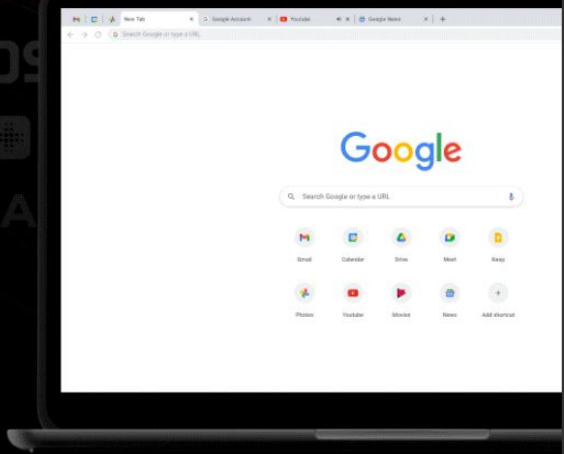 New Tab
Google Account
Youtube
Google News
Search Google or type a URL
Google
Search Google or type a URL
Gmail
Calendar
Drive
Meet
Keep
Photos
Youtube
Movies
News
Add shortcut